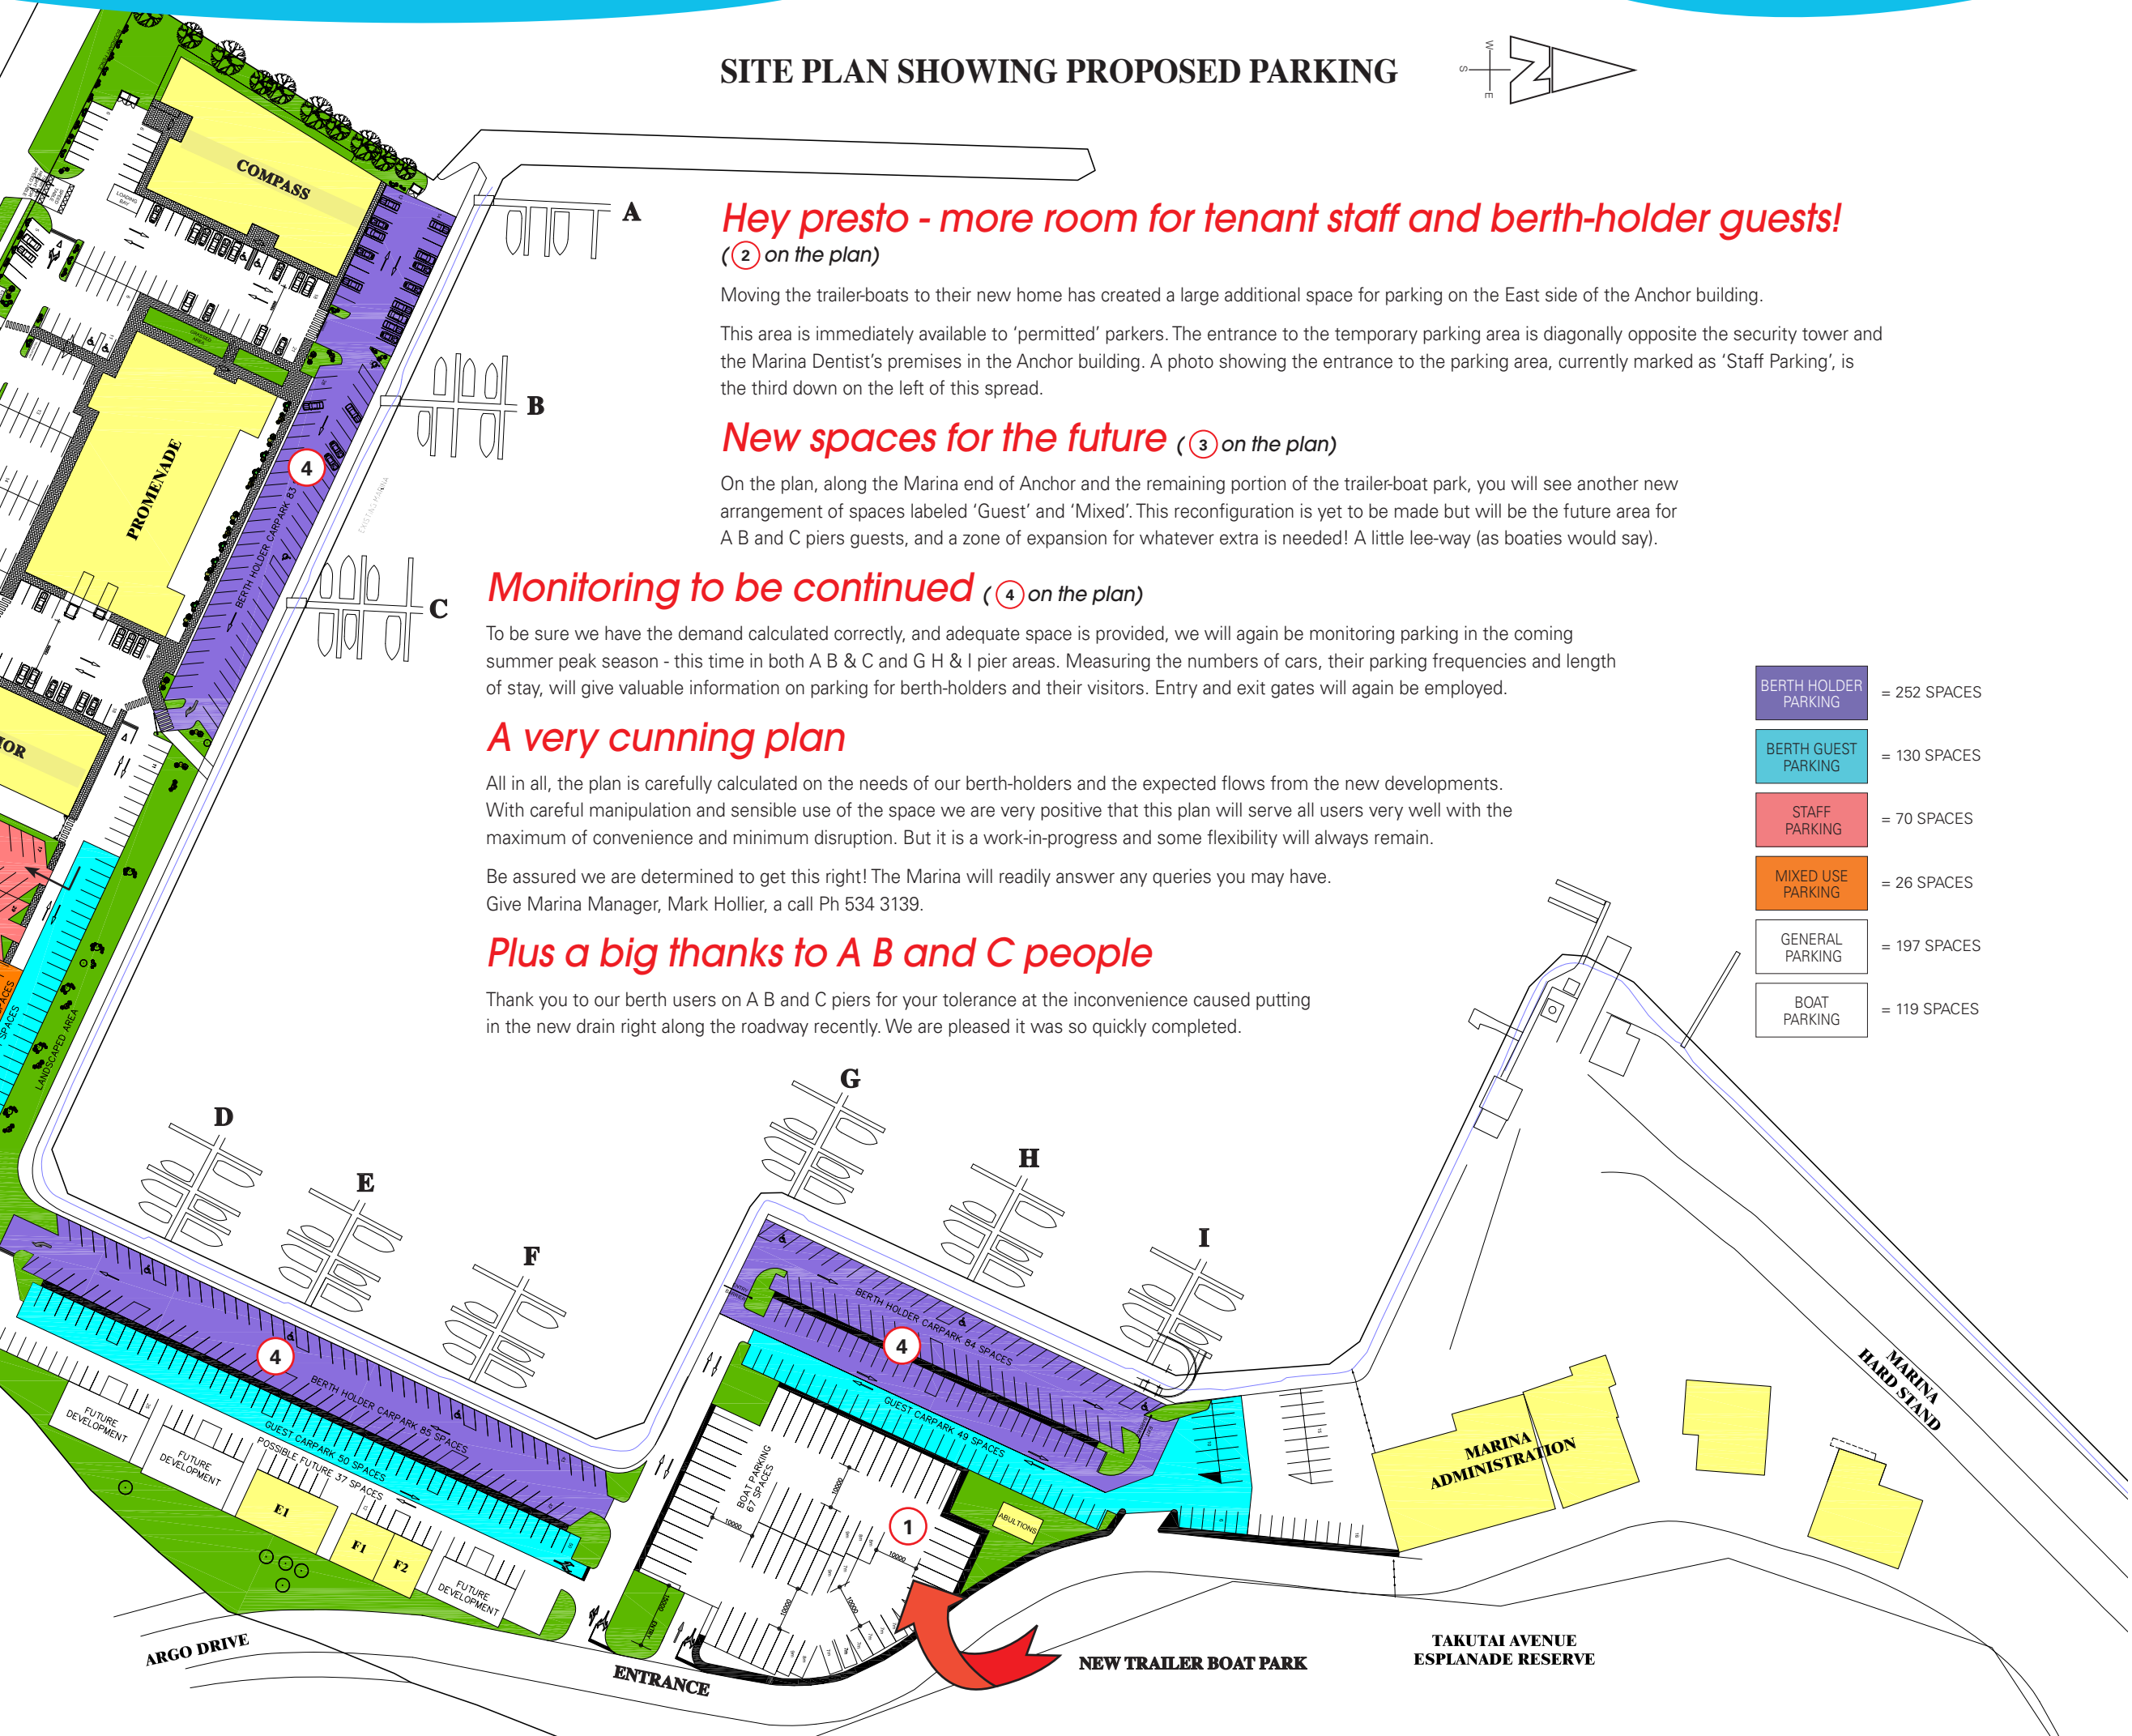 SITE PLAN SHOWING PROPOSED PARKING
W
S
E
N
Hey presto - more room for tenant staff and berth-holder guests!
( 2 on the plan)
Moving the trailer-boats to their new home has created a large additional space for parking on the East side of the Anchor building.
This area is immediately available to ‘permitted’ parkers. The entrance to the temporary parking area is diagonally opposite the security tower and
the Marina Dentist’s premises in the Anchor building. A photo showing the entrance to the parking area, currently marked as ‘Staff Parking’, is
the third down on the left of this spread.
New spaces for the future ( 3 on the plan)
On the plan, along the Marina end of Anchor and the remaining portion of the trailer-boat park, you will see another new
arrangement of spaces labeled ‘Guest’ and ‘Mixed’. This reconfiguration is yet to be made but will be the future area for
A B and C piers guests, and a zone of expansion for whatever extra is needed! A little lee-way (as boaties would say).
Monitoring to be continued ( 4 on the plan)
To be sure we have the demand calculated correctly, and adequate space is provided, we will again be monitoring parking in the coming
summer peak season - this time in both A B & C and G H & I pier areas. Measuring the numbers of cars, their parking frequencies and length
of stay, will give valuable information on parking for berth-holders and their visitors. Entry and exit gates will again be employed.
A very cunning plan
All in all, the plan is carefully calculated on the needs of our berth-holders and the expected flows from the new developments.
With careful manipulation and sensible use of the space we are very positive that this plan will serve all users very well with the
maximum of convenience and minimum disruption. But it is a work-in-progress and some flexibility will always remain.
Be assured we are determined to get this right! The Marina will readily answer any queries you may have.
Give Marina Manager, Mark Hollier, a call Ph 534 3139.
Plus a big thanks to A B and C people
Thank you to our berth users on A B and C piers for your tolerance at the inconvenience caused putting
in the new drain right along the roadway recently. We are pleased it was so quickly completed.
BERTH HOLDER
PARKING
= 252 SPACES
BERTH GUEST
PARKING
= 130 SPACES
STAFF
PARKING
= 70 SPACES
MIXED USE
PARKING
= 26 SPACES
GENERAL
PARKING
= 197 SPACES
BOAT
PARKING
= 119 SPACES
COMPASS
LOADING
BAY
A
B
C
PROMENADE
4
BERTH HOLDER CARPARK 83
EXISTING MARINA
SPACES
SPACES
LANDSCAPED AREA
D
E
F
G
H
I
4
BERTH HOLDER CARPARK 85 SPACES
GUEST CARPARK 50 SPACES
POSSIBLE FUTURE 37 SPACES
FUTURE
DEVELOPMENT
FUTURE
DEVELOPMENT
E1
F1
F2
FUTURE
DEVELOPMENT
BERTH HOLDER CARPARK 84 SPACES
4
GUEST CARPARK 49 SPACES
BOAT PARKING
67 SPACES
10000
10000
10000
10000
10000
10000
1
ABLUTIONS
ENTRY
ARGO DRIVE
ENTRANCE
NEW TRAILER BOAT PARK
TAKUTAI AVENUE
ESPLANADE RESERVE
MARINA
ADMINISTRATION
MARINA
HARD STAND